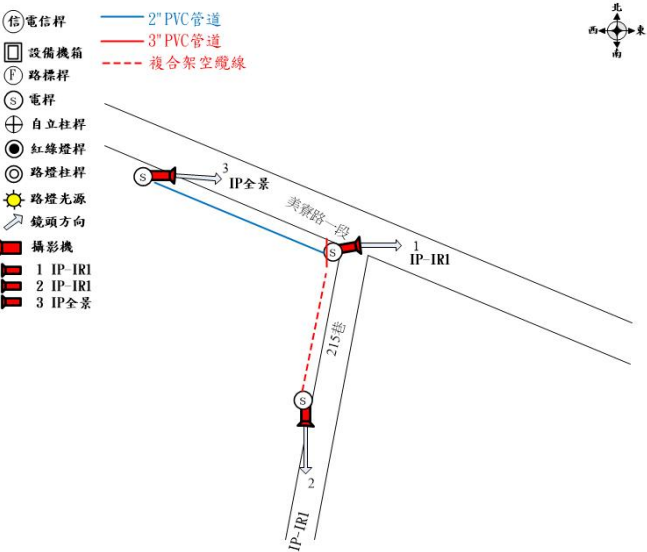 信 電信桿
設備機箱
F 路標桿
S 電桿
自立柱桿
紅綠燈桿
路燈柱桿
路燈光源
鏡頭方向
攝影機
1 IP-IR1
2 IP-IR1
3 IP全景
2"PVC管道
3"PVC管道
複合架空纜線
北
西 東
南
S
3
IP全景
美寮路一段
S
1
IP-IR1
215巷
S
2
IP-IR1